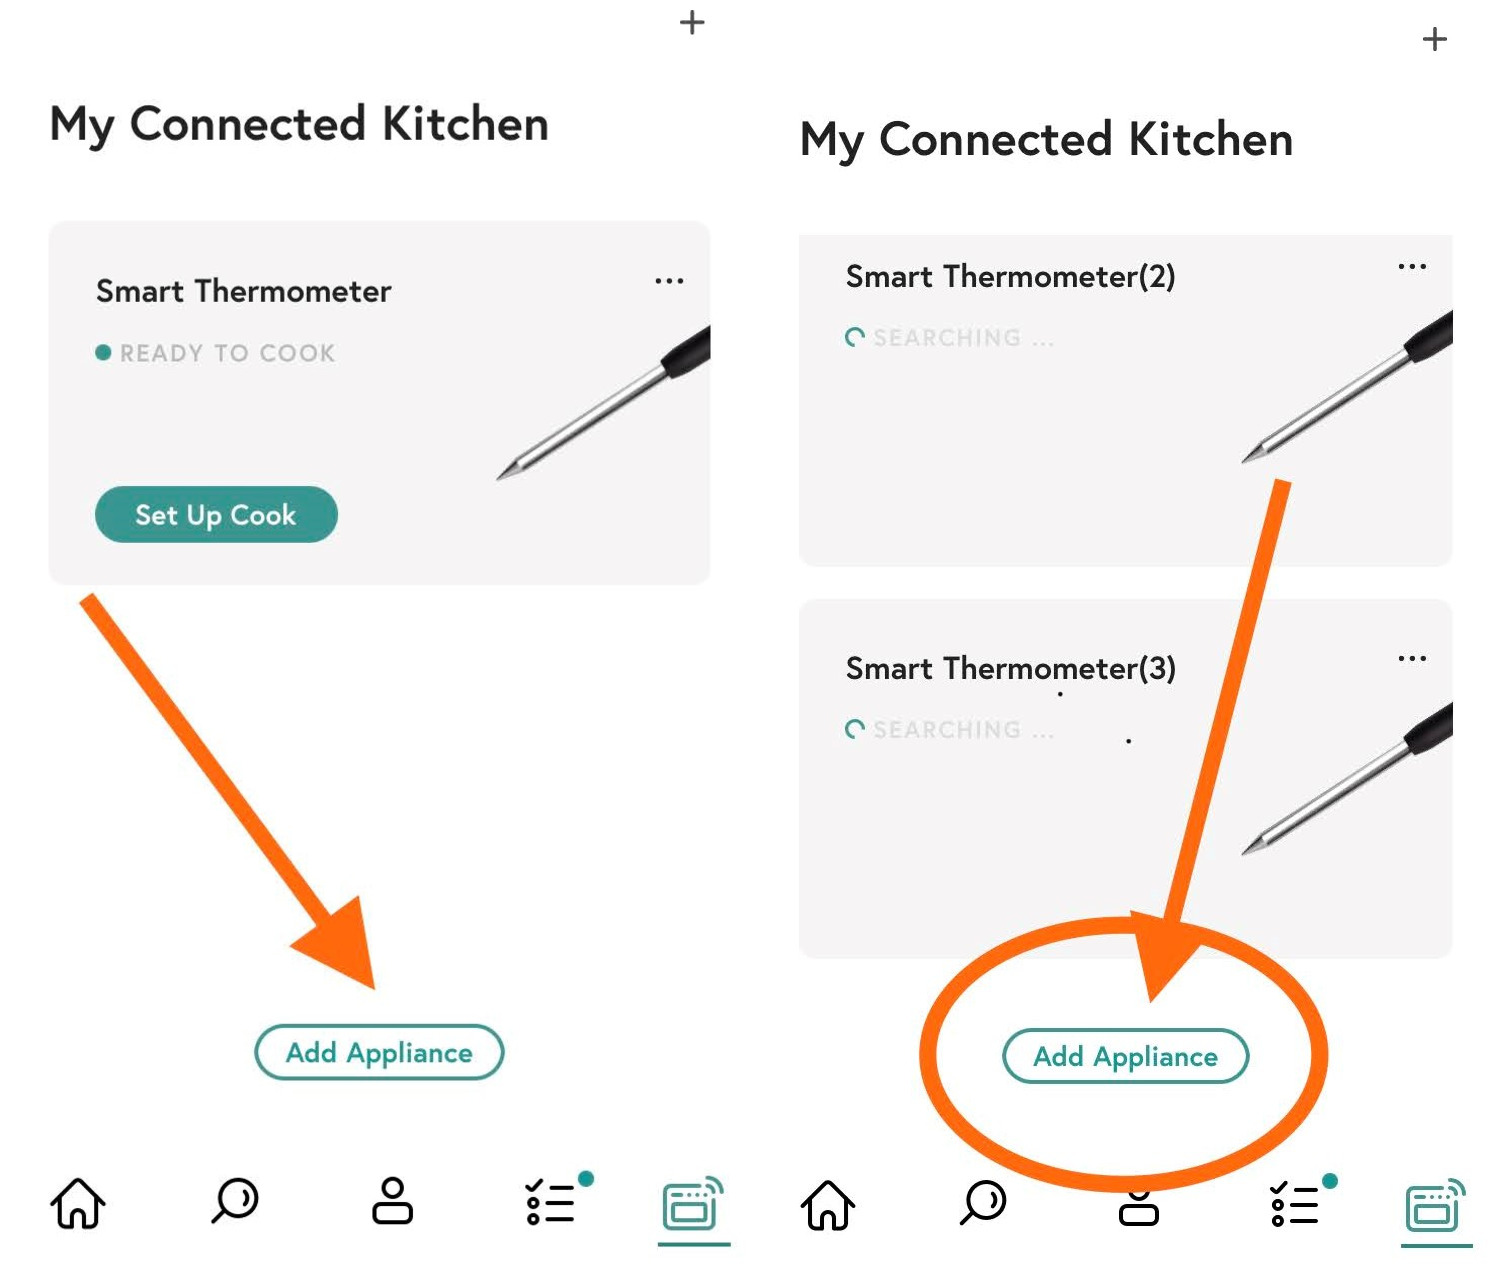 My Connected Kitchen
Smart Thermometer
READY TO COOK
Set Up Cook
Add Appliance
My Connected Kitchen
Smart Thermometer(2)
SEARCHING ...
Smart Thermometer(3)
SEARCHING ...
Add Appliance